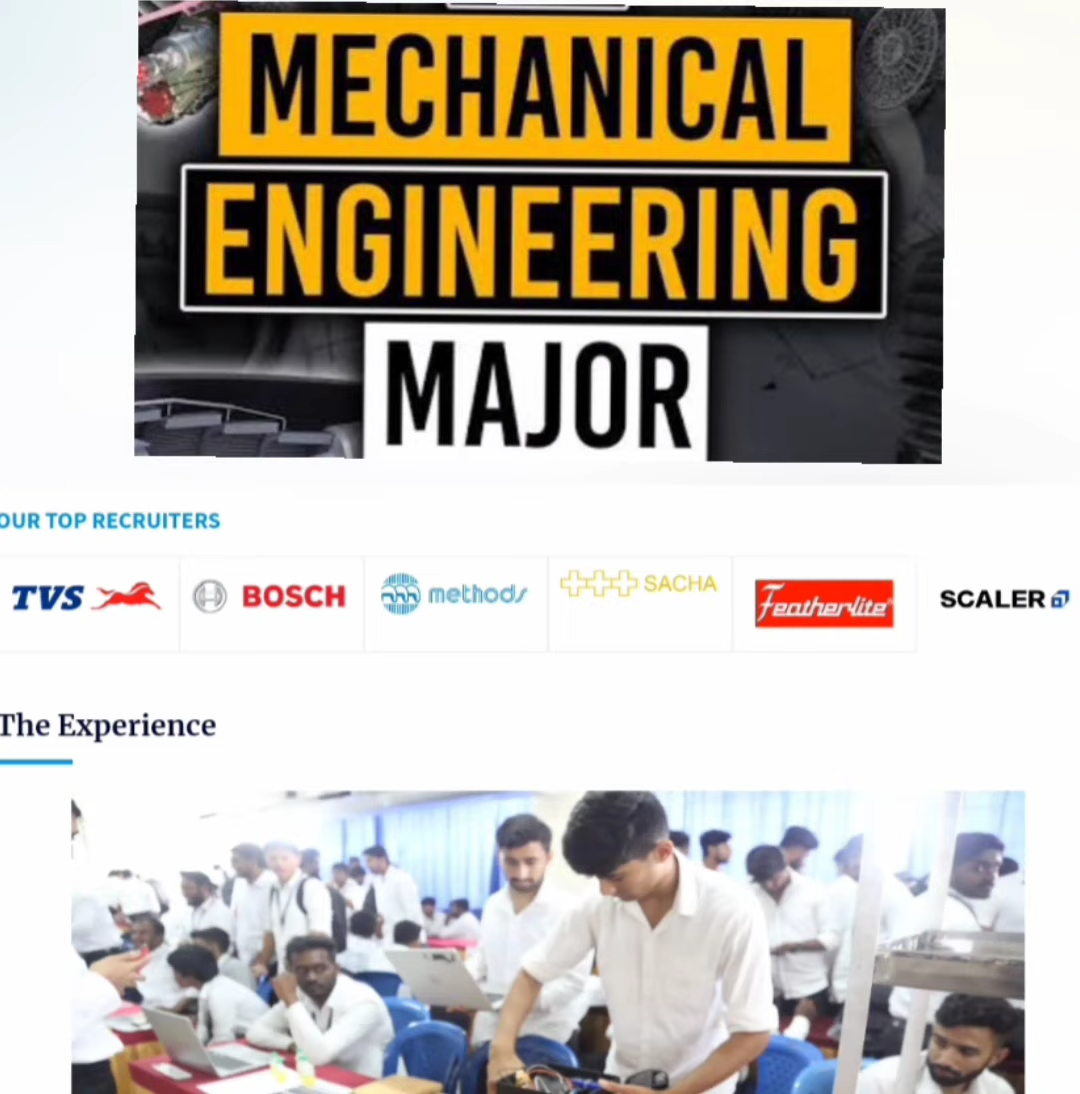 MECHANICAL
ENGINEERING
MAJOR
OUR TOP RECRUITERS
TVS BOSCH methods SACHA Featherlite SCALER
The Experience